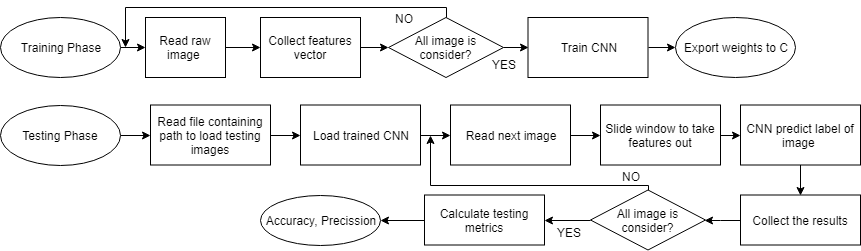 NO
Training Phase
Read raw
image
Collect features
vector
All image is
consider?
YES
Train CNN
Export weights to C
Testing Phase
Read file containing
path to load testing
images
Load trained CNN
Read next image
Slide window to take
features out
CNN predict label of
image
NO
Accuracy, Precission
Calculate testing
metrics
YES
All image is
consider?
Collect the results